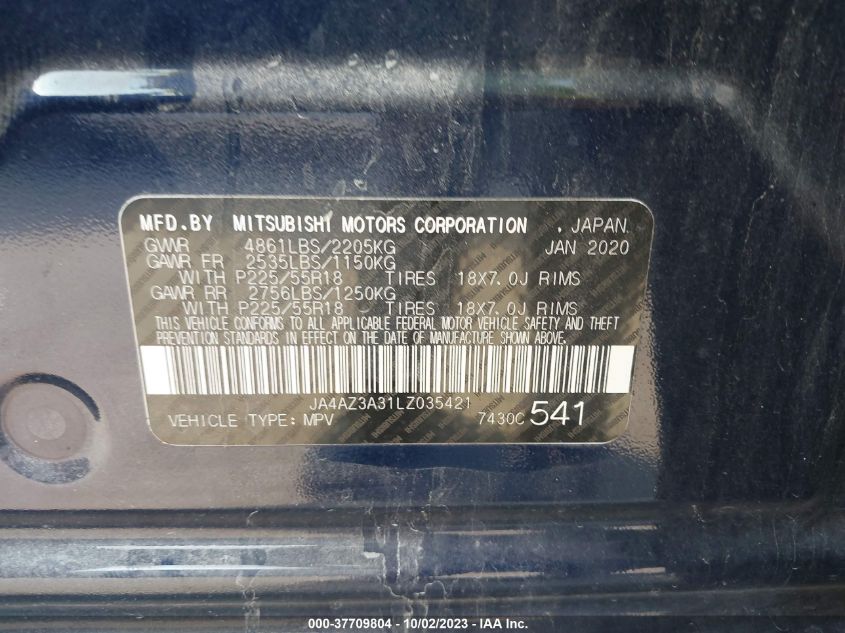 MFD.BY MITSUBISHI MOTORS CORPORATION , JAPAN
GWWR 4861LBS/2205KG JAN 2020
GAWR FR 2535LBS/1150KG
WITH P225/55R18 TIRES 18X7.0J RIMS
GAWR RR 2756LBS/1250KG
WITH P225/55R18 TIRES 18X7.0J RIMS
THIS VEHICLE CONFORMS TO ALL APPLICABLE FEDERAL MOTOR VEHICLE SAFETY AND THEFT
PREVENTION STANDARDS IN EFFECT ON THE DATE OF MANUFACTURE SHOWN ABOVE.
JA4AZ3A31LZ035421
VEHICLE TYPE: MPV 7430C 541
000-37709804 - 10/02/2023 - IAA Inc.